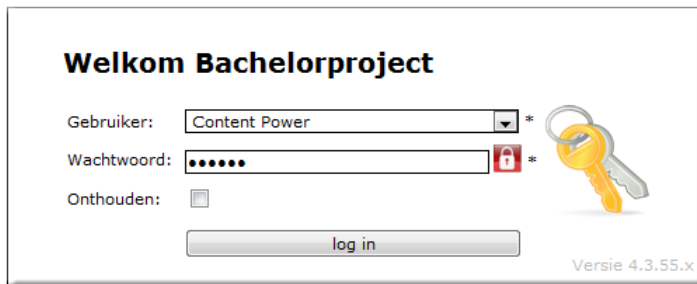 Welkom Bachelorproject
Gebruiker: Content Power *
Wachtwoord: •••••• *
Onthouden:
log in
Versie 4.3.55.x